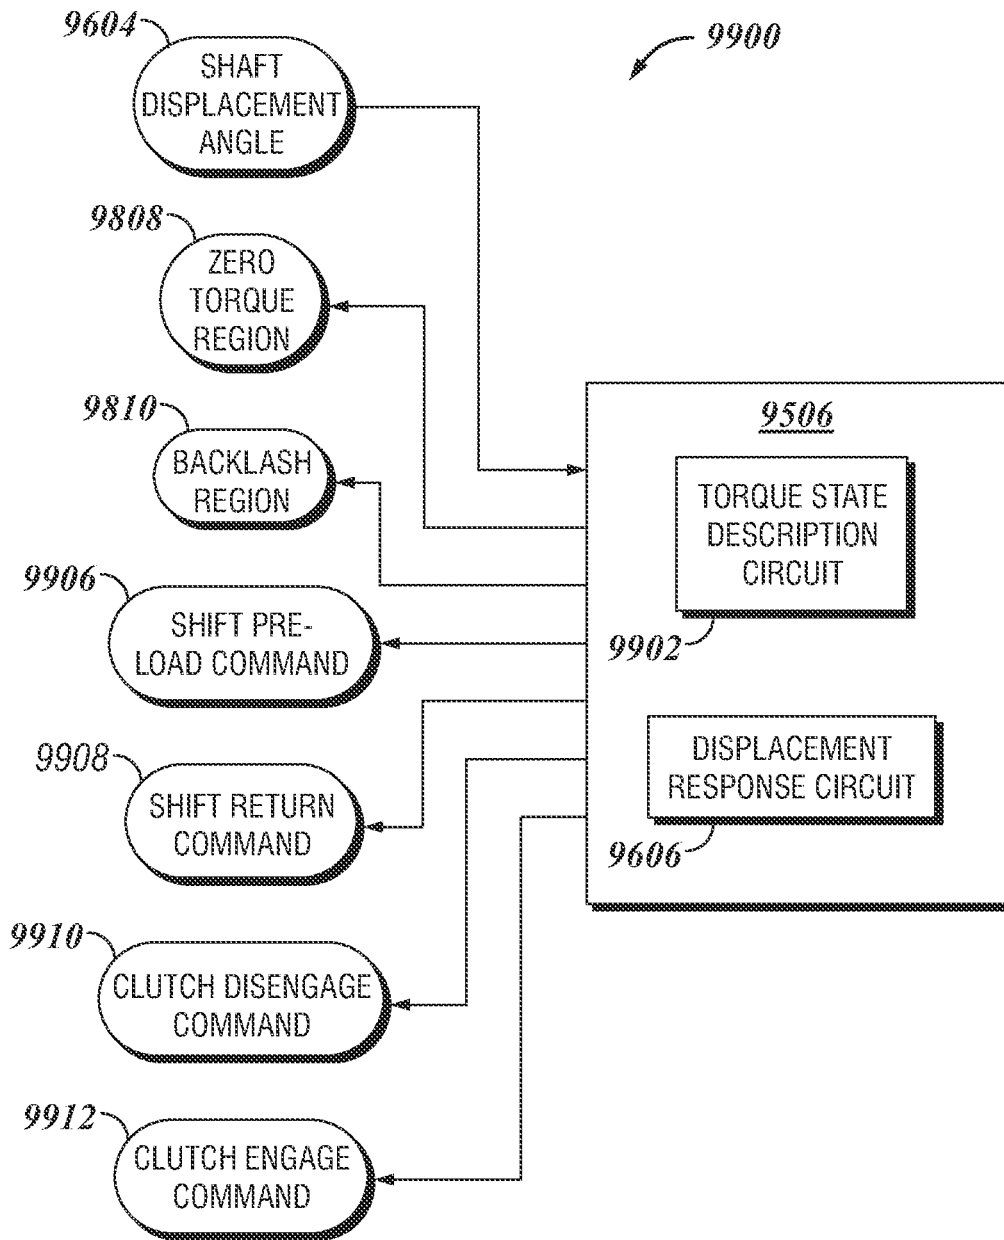 9604
9900
SHAFT
DISPLACEMENT
ANGLE
9808
ZERO
TORQUE
REGION
9810
BACKLASH
REGION
9506
TORQUE STATE
DESCRIPTION
CIRCUIT
9902
9906
SHIFT PRE-
LOAD COMMAND
9908
SHIFT RETURN
COMMAND
DISPLACEMENT
RESPONSE CIRCUIT
9606
9910
CLUTCH DISENGAGE
COMMAND
9912
CLUTCH ENGAGE
COMMAND